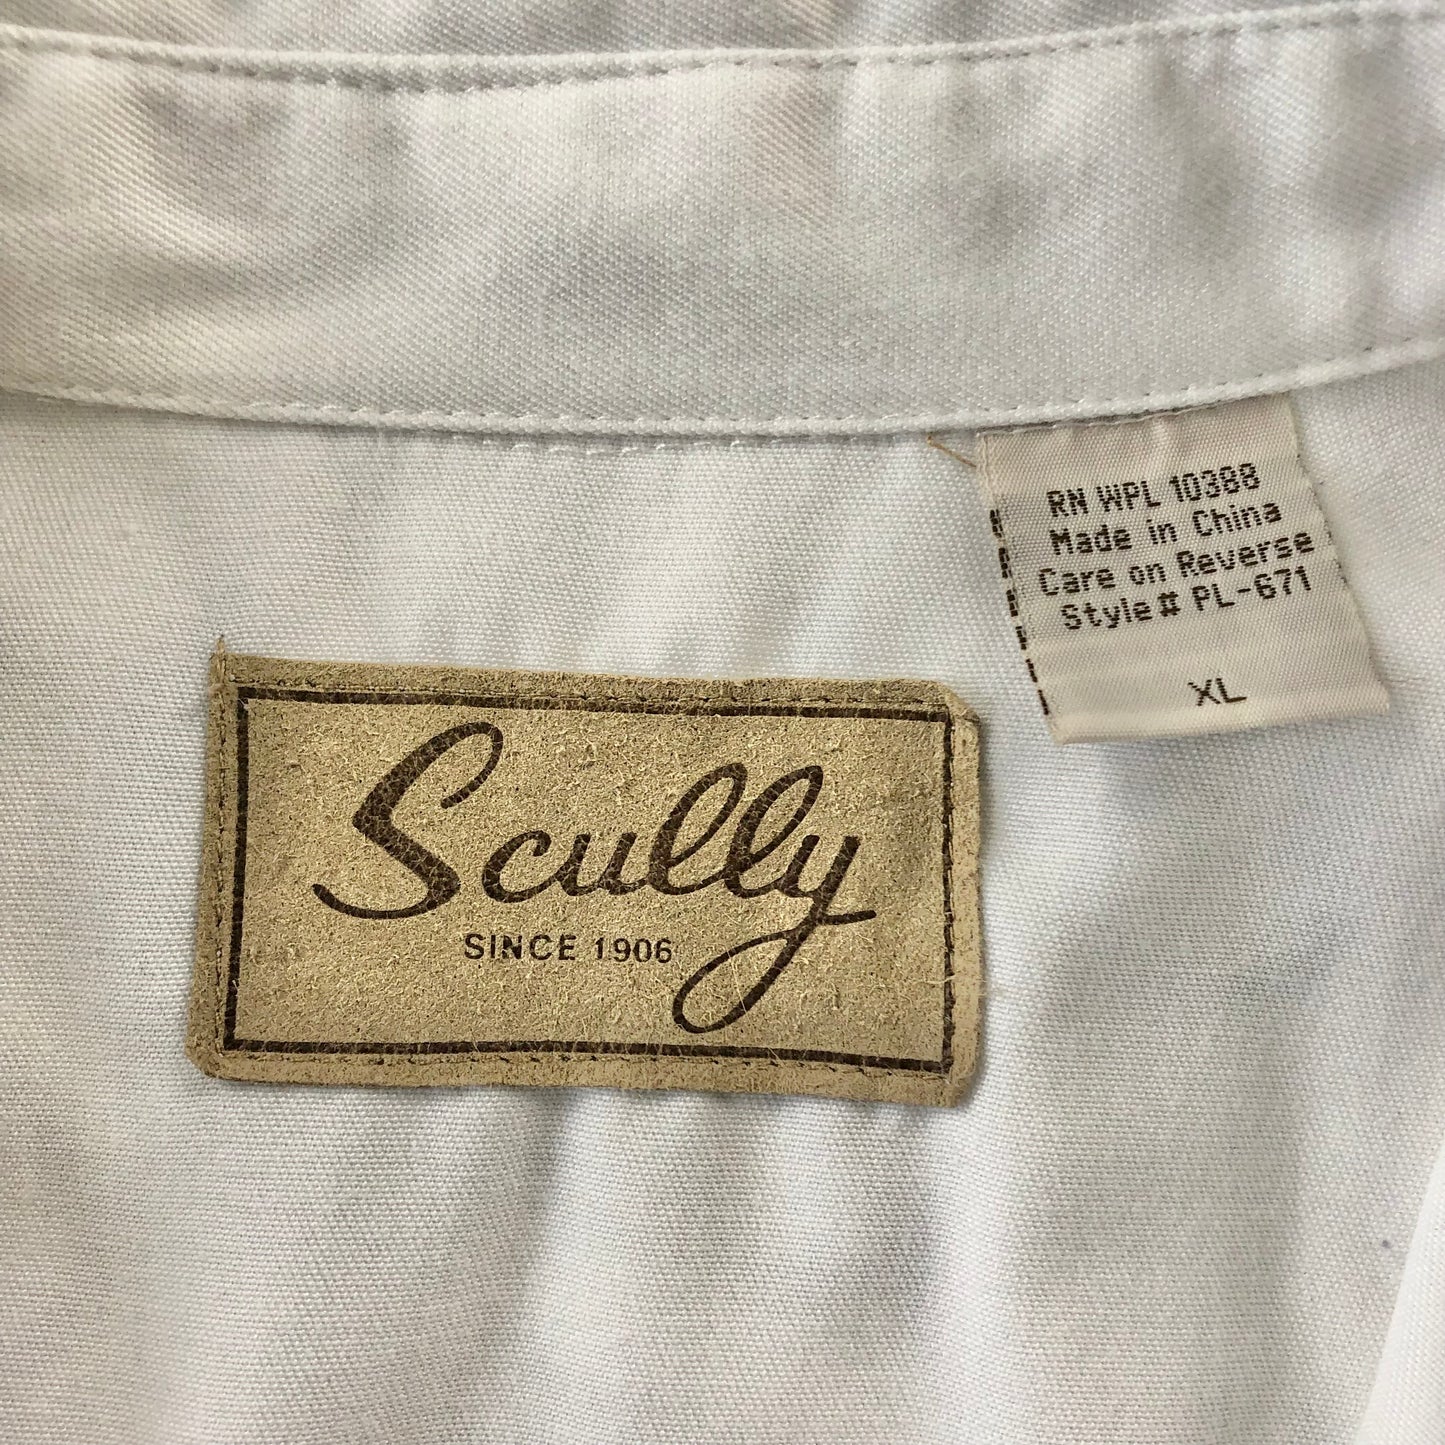 RN WPL 10388
Made in China
Care on Reverse
Style# PL-671
XL
Scully
SINCE 1906